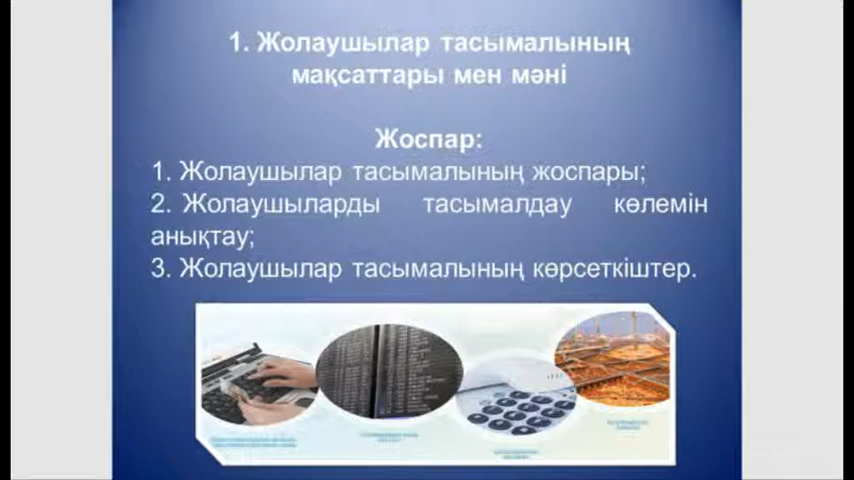 1. Жолаушылар тасымалының
мақсаттары мен мәні
Жоспар:
1. Жолаушылар тасымалының жоспары;
2. Жолаушыларды тасымалдау көлемін
анықтау;
3. Жолаушылар тасымалының көрсеткіштер.